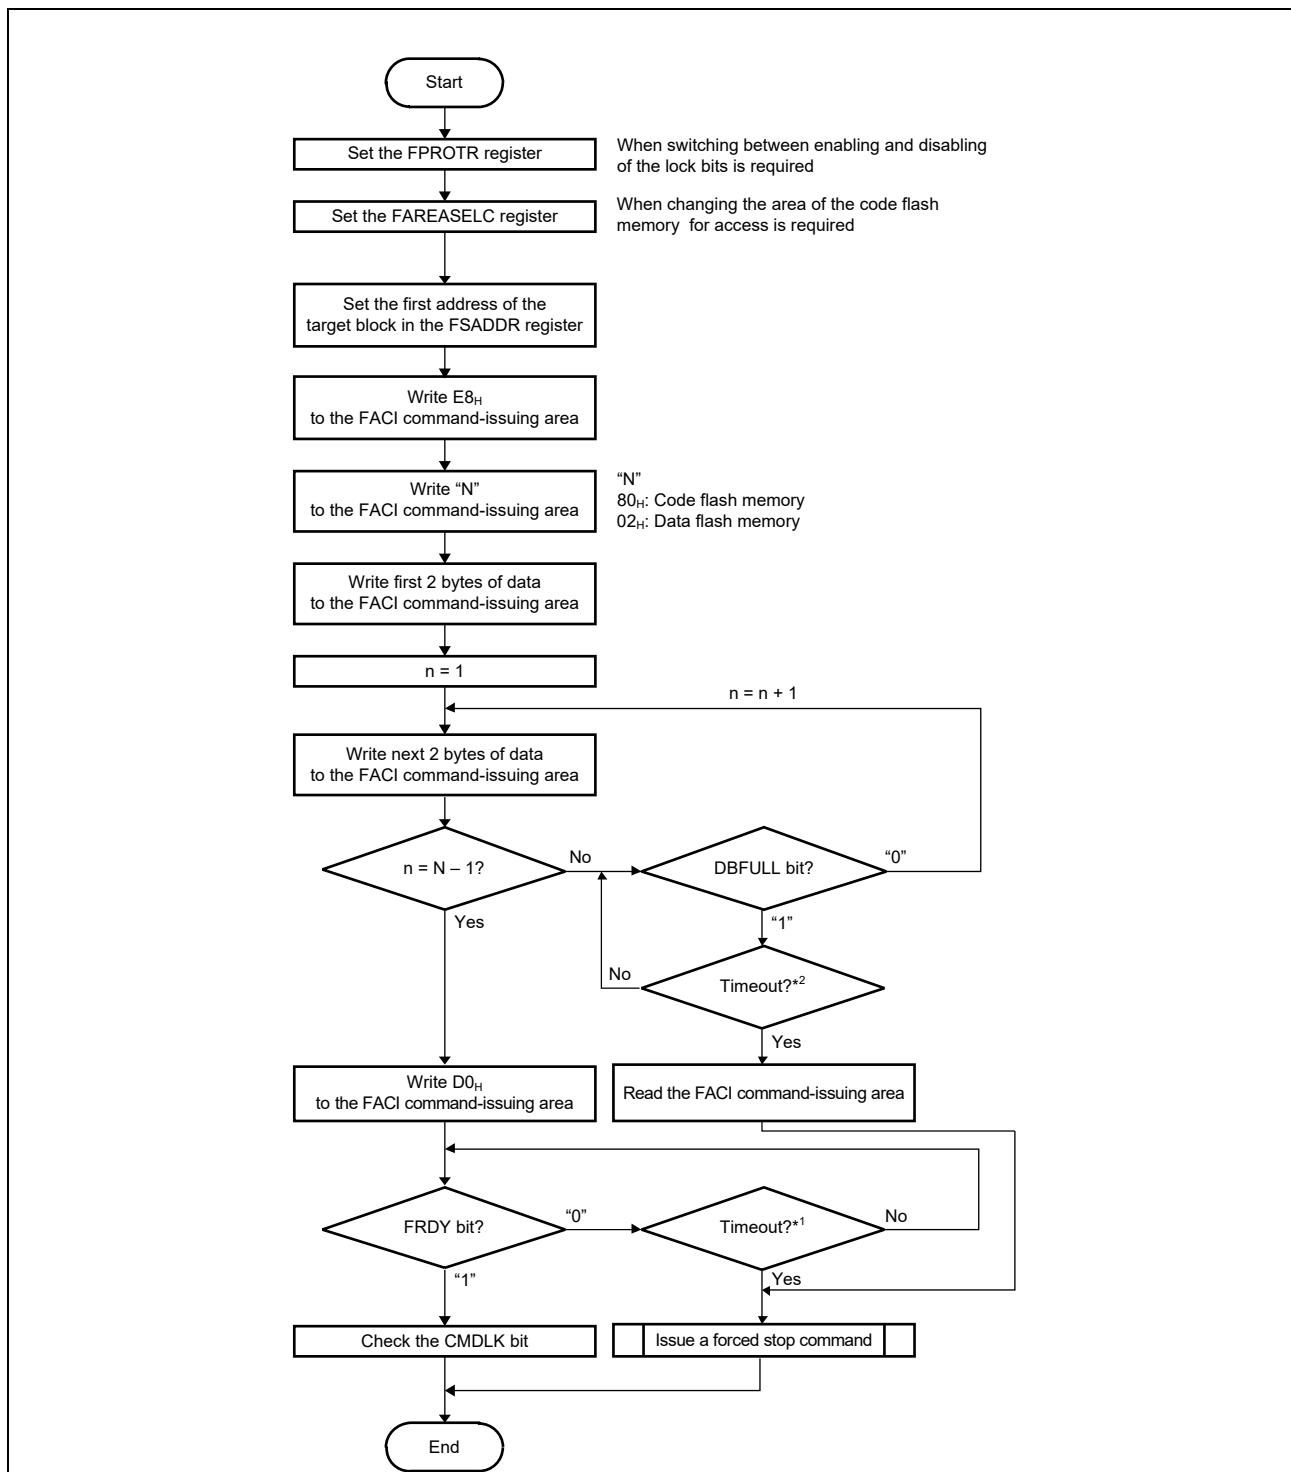 Start
Set the FPROTR register
When switching between enabling and disabling
of the lock bits is required
Set the FAREASELC register
When changing the area of the code flash
memory for access is required
Set the first address of the
target block in the FSADDR register
Write E8H
to the FACI command-issuing area
Write “N”
to the FACI command-issuing area
“N”
80H: Code flash memory
02H: Data flash memory
Write first 2 bytes of data
to the FACI command-issuing area
n = 1
n = n + 1
Write next 2 bytes of data
to the FACI command-issuing area
n = N – 1?
No
DBFULL bit?
“0”
Yes
“1”
No
Timeout?*2
Yes
Write D0H
to the FACI command-issuing area
Read the FACI command-issuing area
FRDY bit?
“0”
Timeout?*1
No
“1”
Yes
Check the CMDLK bit
Issue a forced stop command
End